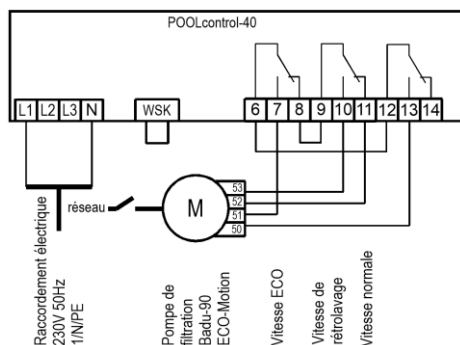 POOLcontrol-40
L1 L2 L3 N
WSK
6 7 8 9 10 11 12 13 14
réseau
M
53
52
51
50
Raccordement électrique
230V 50Hz
1/N/PE
Pompe de
filtration
Badu-90
ECO-Motion
Vitesse ECO
Vitesse de
rétrolavage
Vitesse normale